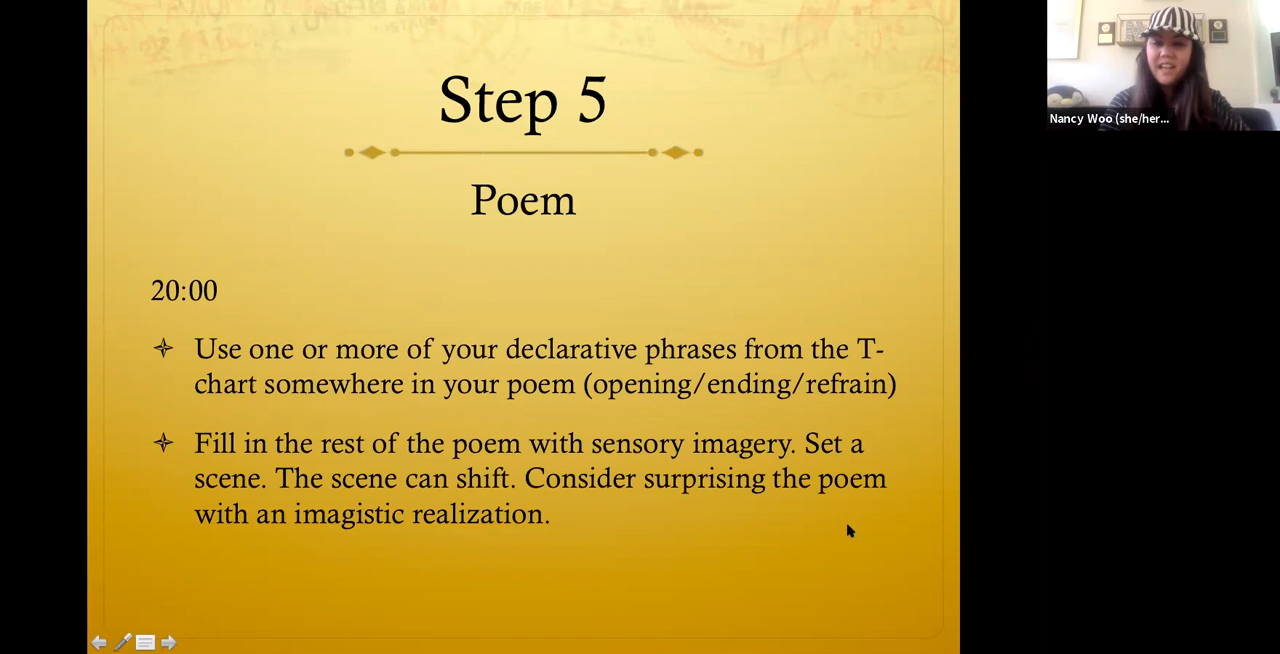 Step 5
Poem
20:00
Use one or more of your declarative phrases from the T-
chart somewhere in your poem (opening/ending/refrain)
Fill in the rest of the poem with sensory imagery. Set a
scene. The scene can shift. Consider surprising the poem
with an imagistic realization.
Nancy Woo (she/her...